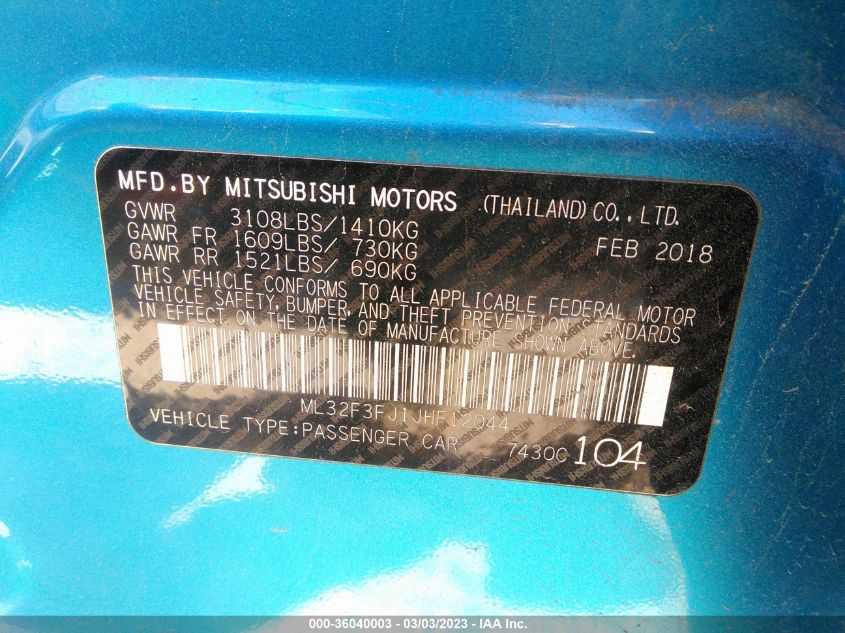 MFD.BY MITSUBISHI MOTORS (THAILAND)CO.,LTD.
GVWR 3108LBS/1410KG FEB 2018
GAWR FR 1609LBS/ 730KG
GAWR RR 1521LBS/ 690KG
THIS VEHICLE CONFORMS TO ALL APPLICABLE FEDERAL MOTOR
VEHICLE SAFETY, BUMPER, AND THEFT PREVENTION STANDARDS
IN EFFECT ON THE DATE OF MANUFACTURE SHOWN ABOVE.
ML32F3FJ1JHF12044
VEHICLE TYPE:PASSENGER CAR 7430C 104
000-36040003 — 03/03/2023 — IAA Inc.